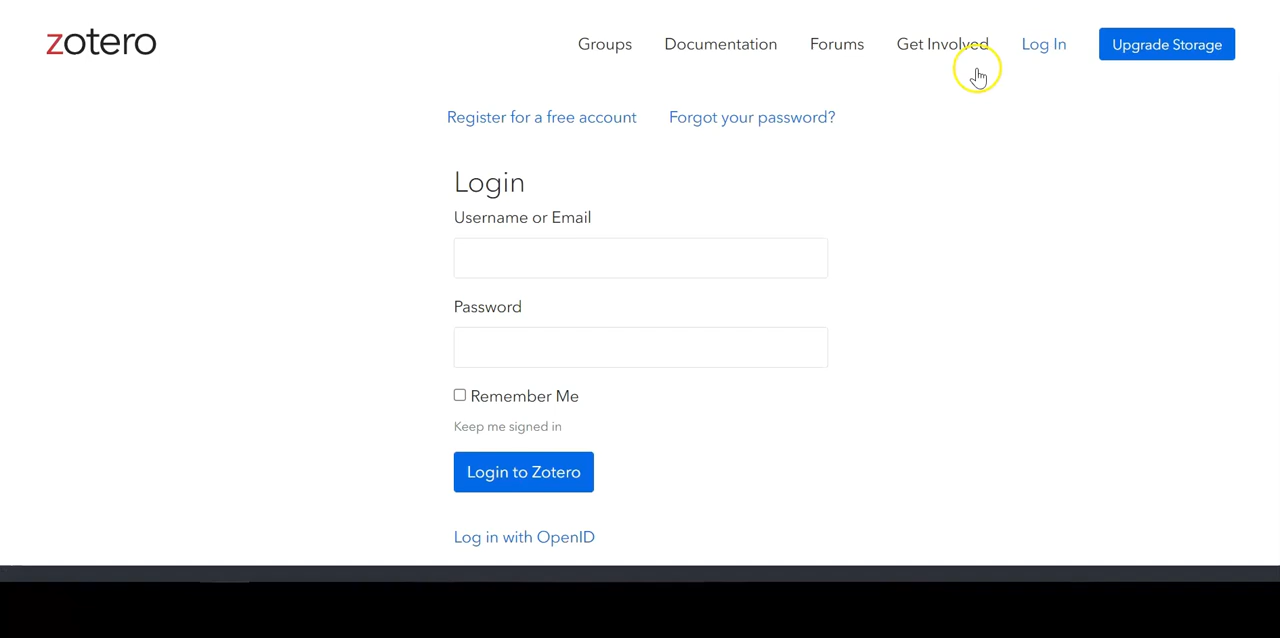 zotero
Groups Documentation Forums Get Involved Log In Upgrade Storage
Register for a free account Forgot your password?
Login
Username or Email
Password
Remember Me
Keep me signed in
Login to Zotero
Log in with OpenID